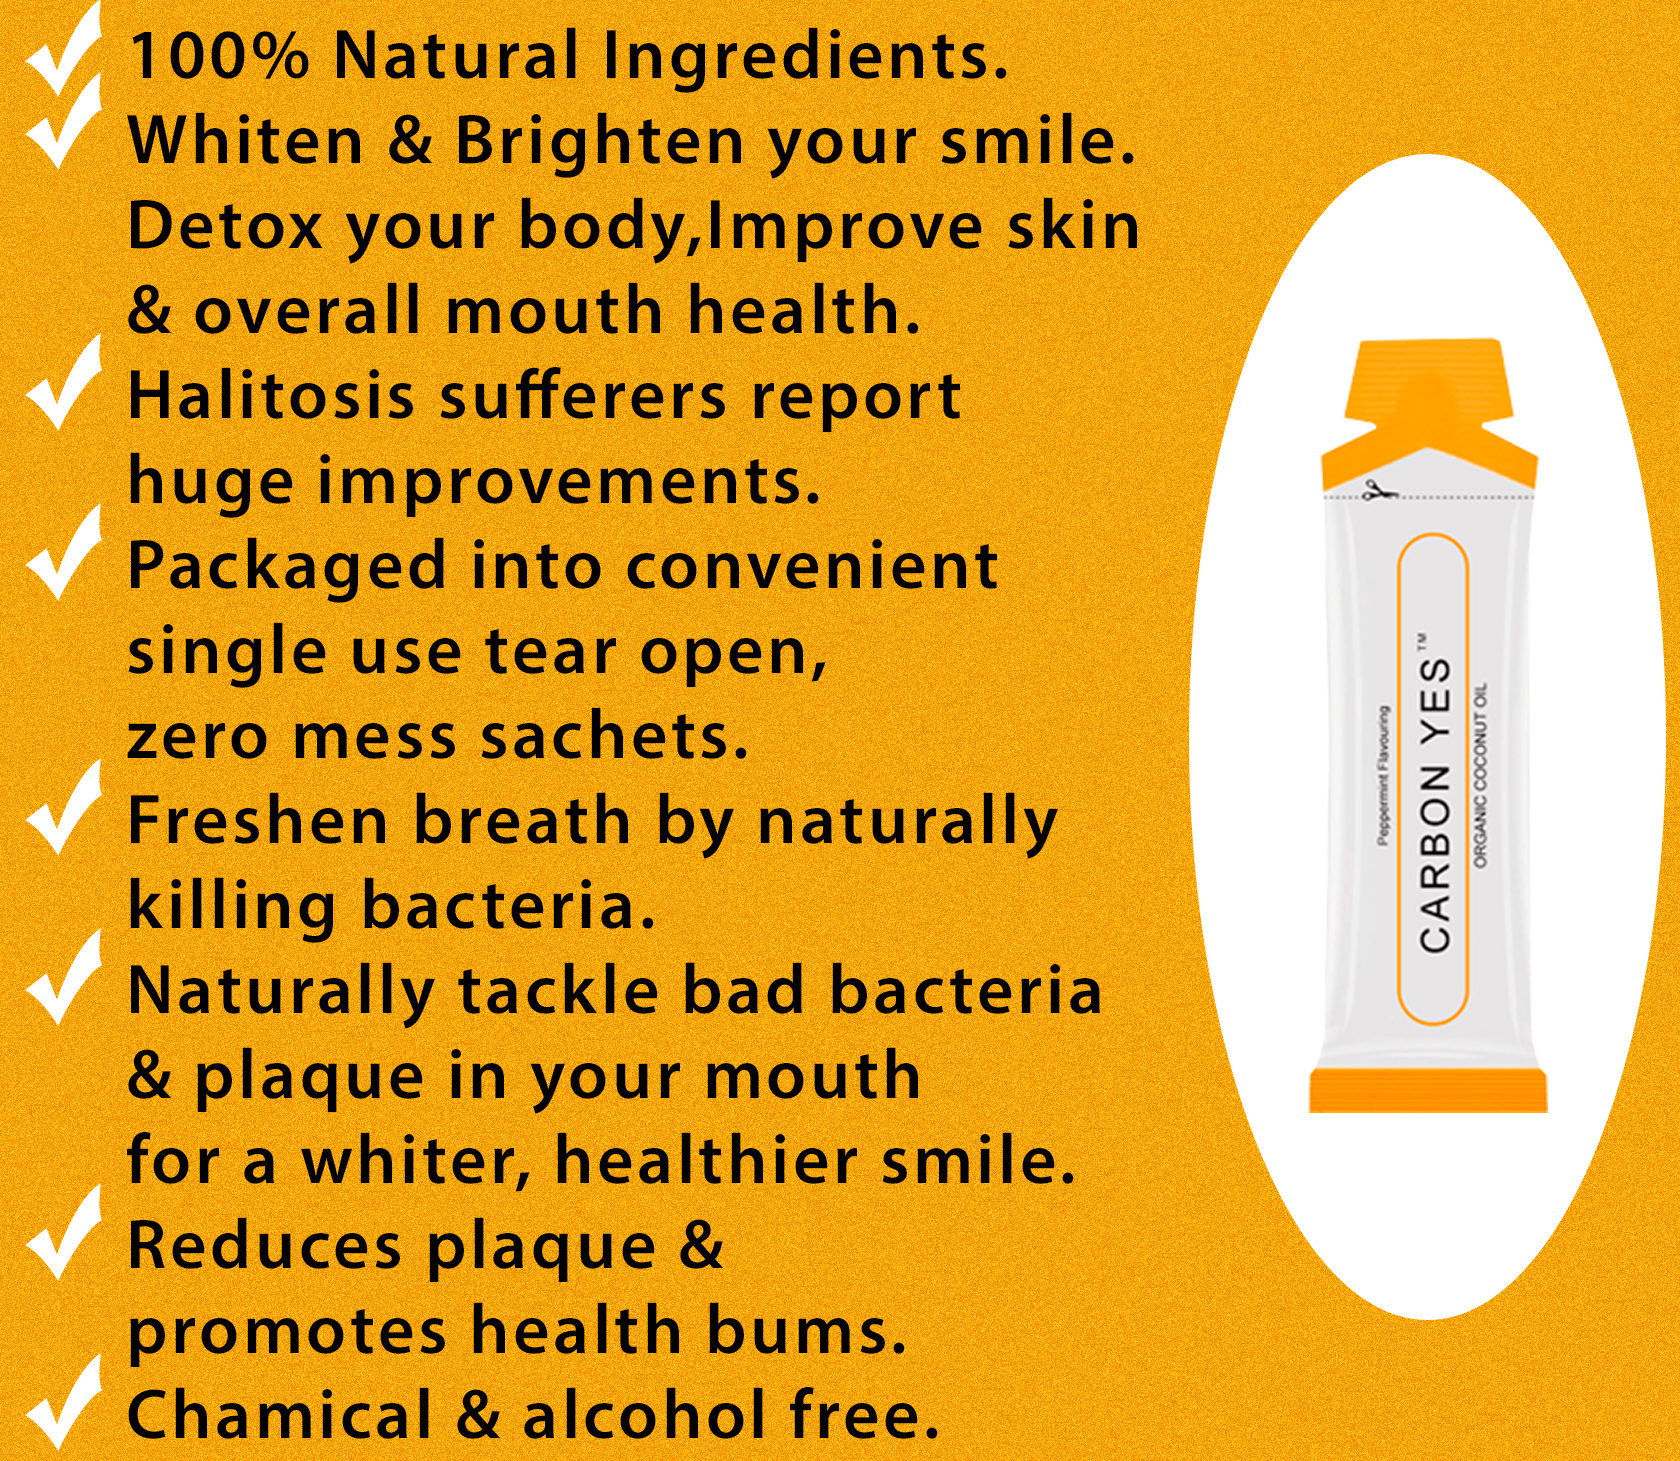 100% Natural Ingredients.
Whiten & Brighten your smile.
Detox your body,Improve skin
& overall mouth health.
Halitosis sufferers report
huge improvements.
Packaged into convenient
single use tear open,
zero mess sachets.
Freshen breath by naturally
killing bacteria.
Naturally tackle bad bacteria
& plaque in your mouth
for a whiter, healthier smile.
Reduces plaque &
promotes health bums.
Chamical & alcohol free.
Peppermint Flavouring
CARBON YES™
ORGANIC COCONUT OIL